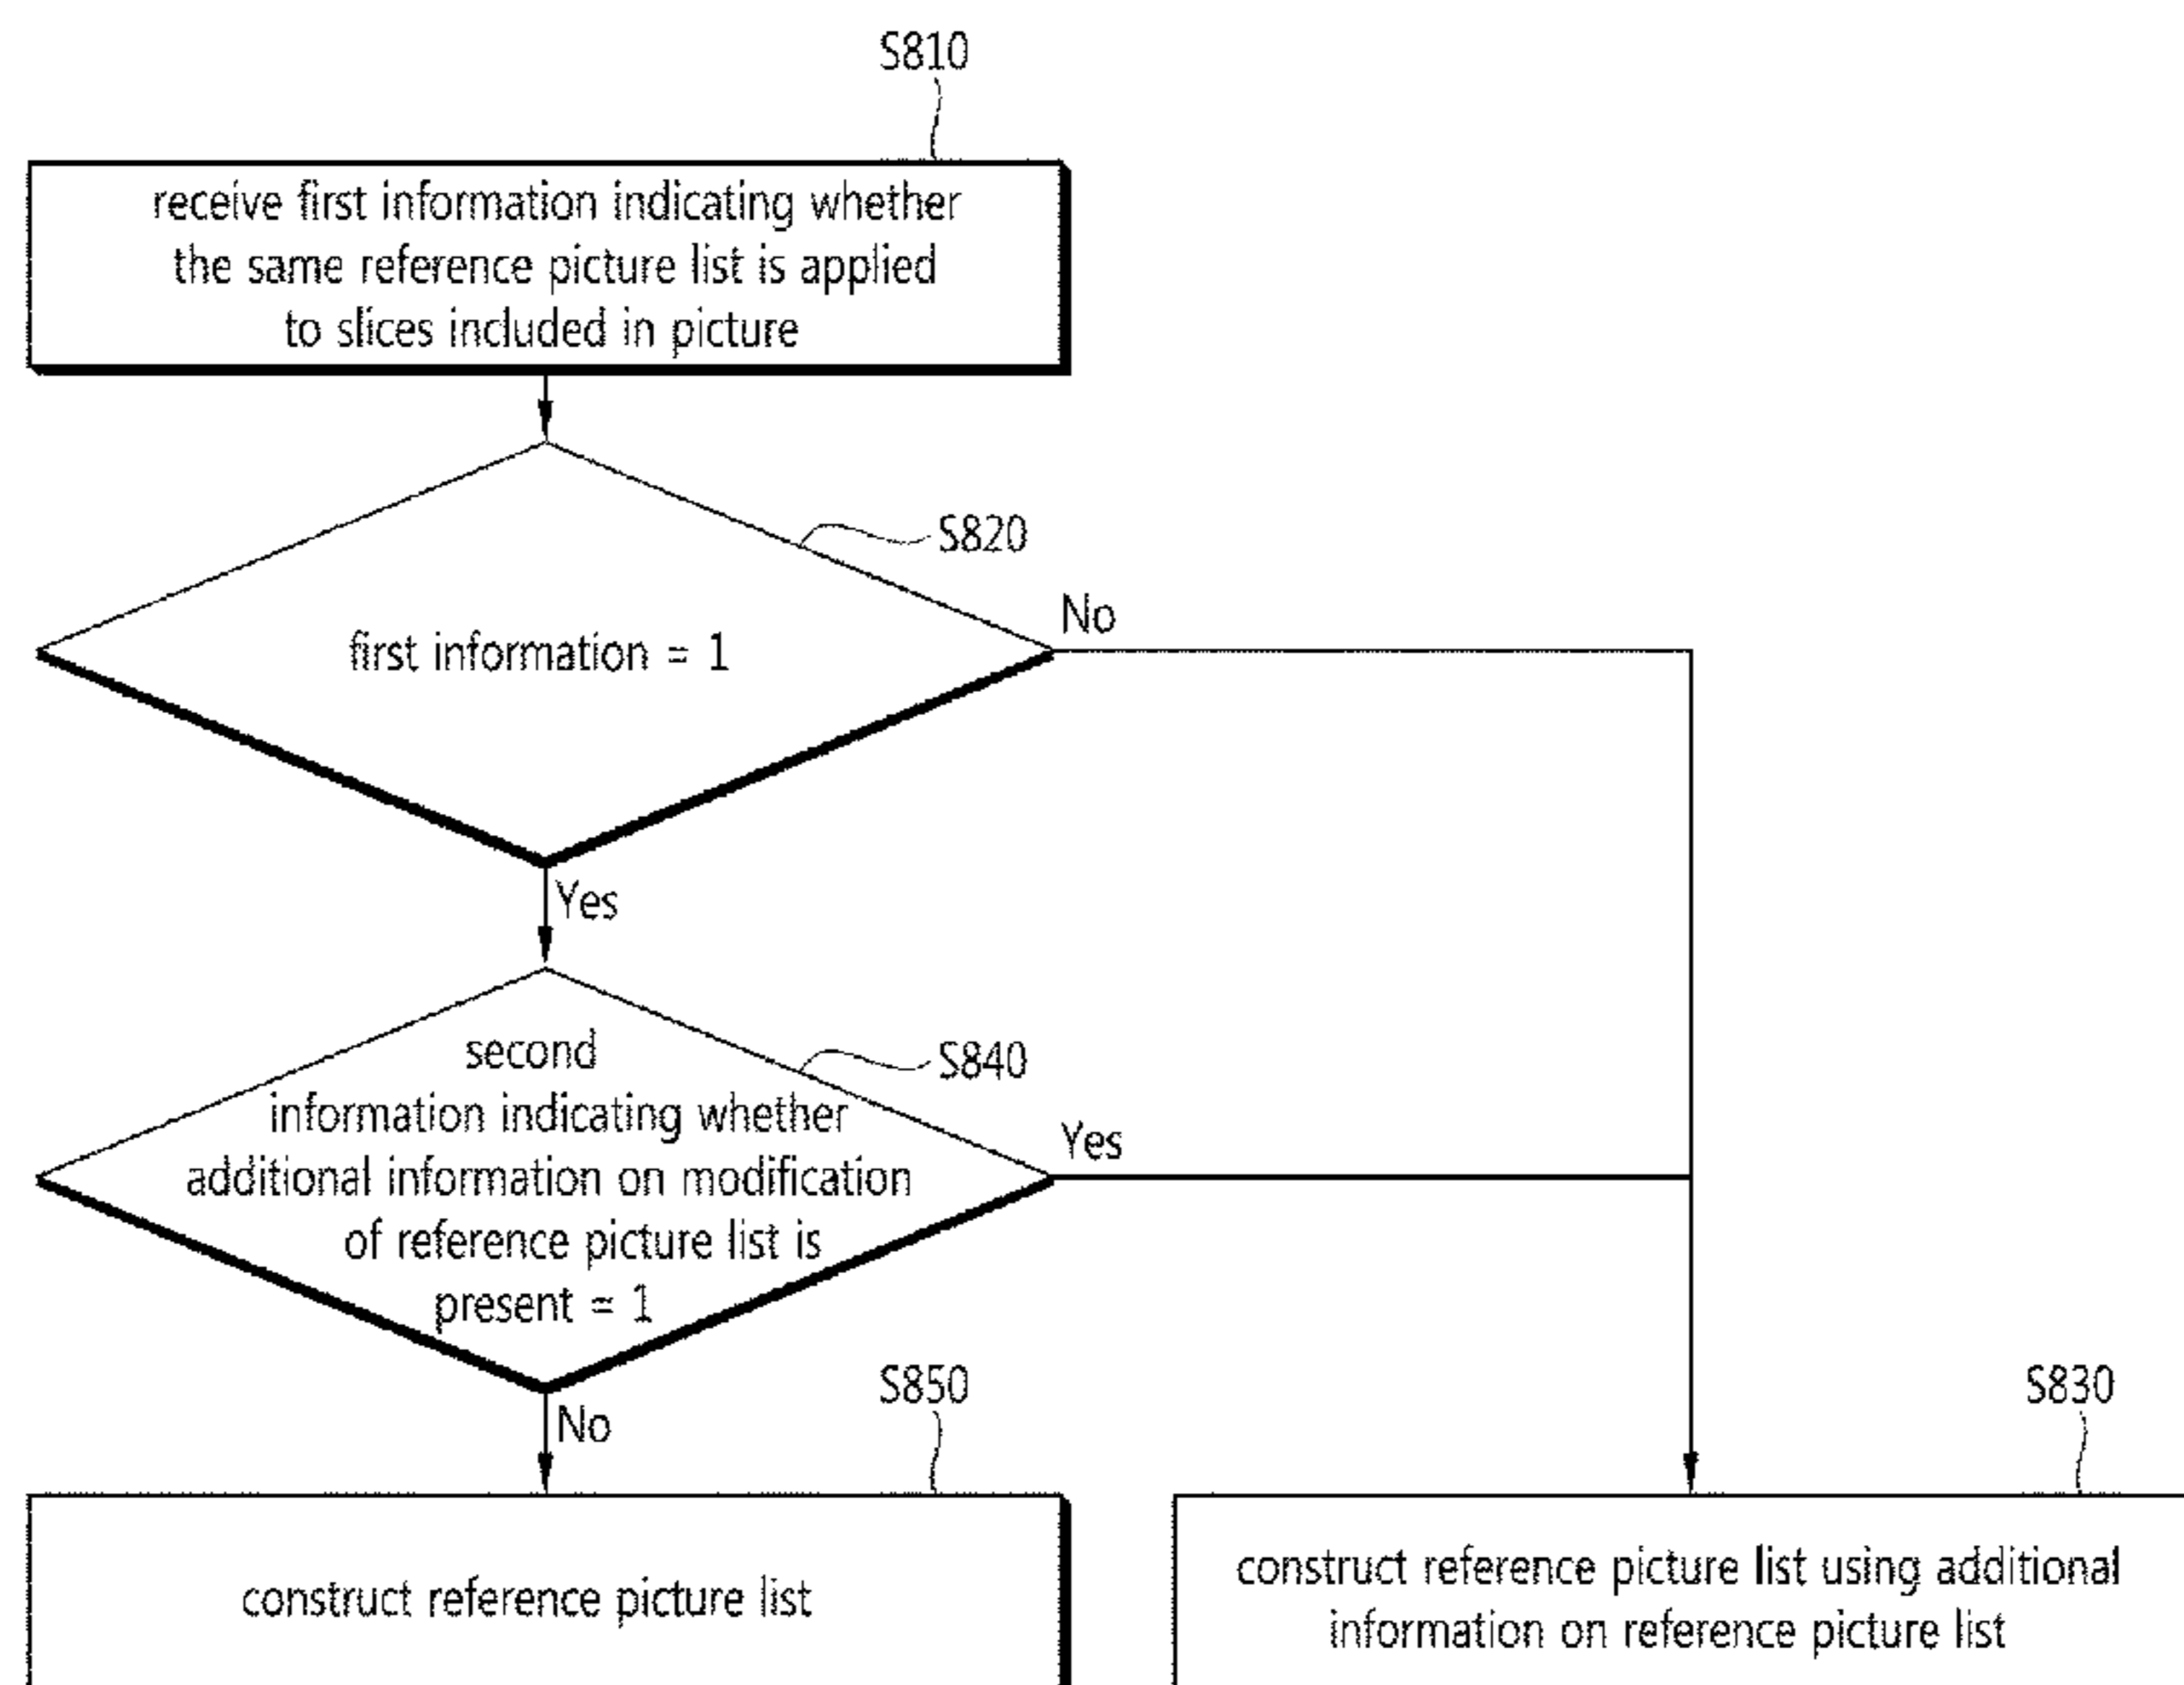 S810
receive first information indicating whether
the same reference picture list is applied
to slices included in picture
S820
first information = 1
No
Yes
second
information indicating whether
additional information on modification
of reference picture list is
present = 1
S840
Yes
No
S850
construct reference picture list
S830
construct reference picture list using additional
information on reference picture list